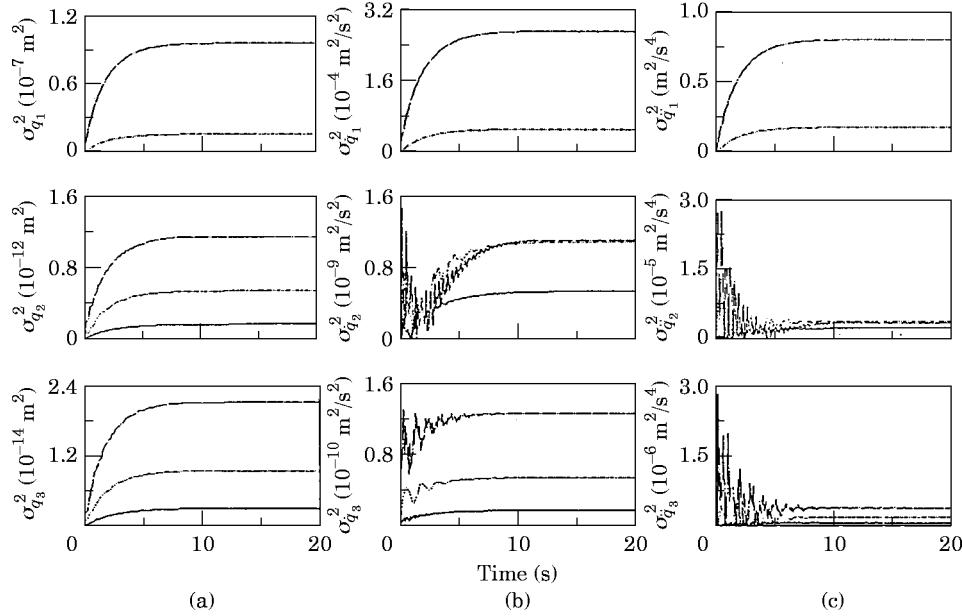 1.2
0.6
0
σ²q₁ (10⁻⁷ m²)
3.2
1.6
0
σ²q̇₁ (10⁻⁴ m²/s²)
1.0
0.5
0
σ²q̈₁ (m²/s⁴)
1.6
0.8
0
σ²q₂ (10⁻¹² m²)
1.6
0.8
0
σ²q̇₂ (10⁻⁹ m²/s²)
3.0
1.5
0
σ²q̈₂ (10⁻⁵ m²/s⁴)
2.4
1.2
σ²q₃ (10⁻¹⁴ m²)
1.6
0.8
σ²q̇₃ (10⁻¹⁰ m²/s²)
3.0
1.5
σ²q̈₃ (10⁻⁶ m²/s⁴)
0 10 20
0 10 20
0 10 20
Time (s)
(a) (b) (c)